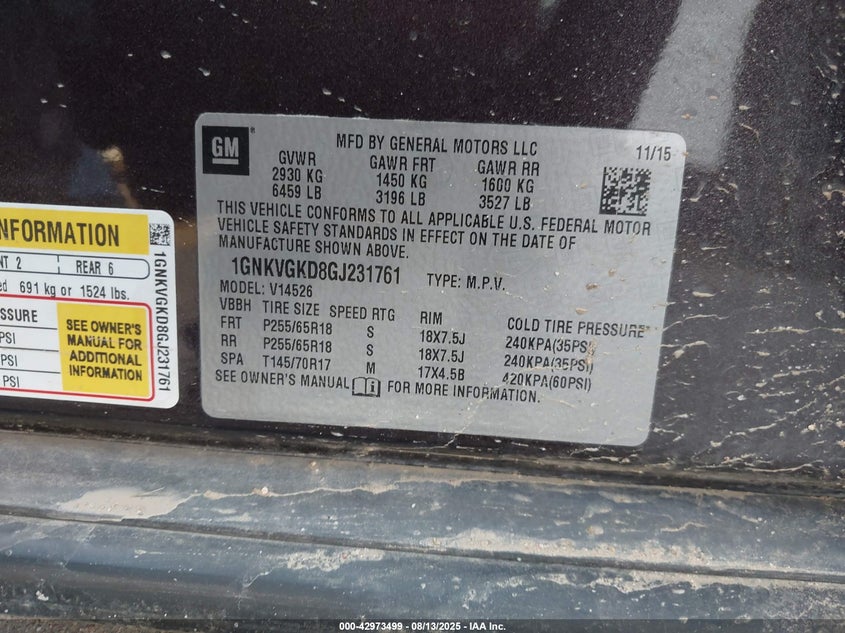 GM
MFD BY GENERAL MOTORS LLC 11/15
GVWR GAWR FRT GAWR RR
2930 KG 1450 KG 1600 KG
6459 LB 3196 LB 3527 LB
THIS VEHICLE CONFORMS TO ALL APPLICABLE U.S. FEDERAL MOTOR
VEHICLE SAFETY STANDARDS IN EFFECT ON THE DATE OF
MANUFACTURE SHOWN ABOVE.
1GNKVGKD8GJ231761 TYPE: M.P.V.
MODEL: V14526
VBBH TIRE SIZE SPEED RTG RIM COLD TIRE PRESSURE
FRT P255/65R18 S 18X7.5J 240KPA(35PSI)
RR P255/65R18 S 18X7.5J 240KPA(35PSI)
SPA T145/70R17 M 17X4.5B 420KPA(60PSI)
SEE OWNER'S MANUAL i FOR MORE INFORMATION.
INFORMATION
NT 2 REAR 6
ed 691 kg or 1524 lbs.
ESSURE
PSI
PSI
PSI
SEE OWNER'S
MANUAL FOR
ADDITIONAL
INFORMATION
1GNKVGKD8GJ231761
000-42973499 - 08/13/2025 - IAA Inc.